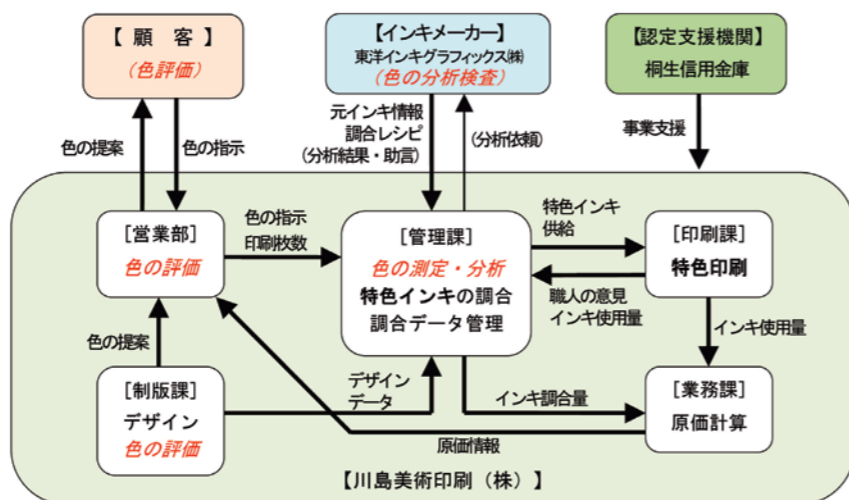 【 顧 客 】
(色評価)
【インキメーカー】
東洋インキグラフィックス㈱
(色の分析検査)
【認定支援機関】
桐生信用金庫
色の提案
色の指示
元インキ情報
調合レシピ
(分析結果・助言)
(分析依頼)
事業支援
[営業部]
色の評価
色の指示
印刷枚数
[管理課]
色の測定・分析
特色インキの調合
調合データ管理
特色インキ
供給
[印刷課]
特色印刷
職人の意見
インキ使用量
色の提案
インキ使用量
[制版課]
デザイン
色の評価
デザイン
データ
インキ調合量
[業務課]
原価計算
原価情報
【川島美術印刷（株）】